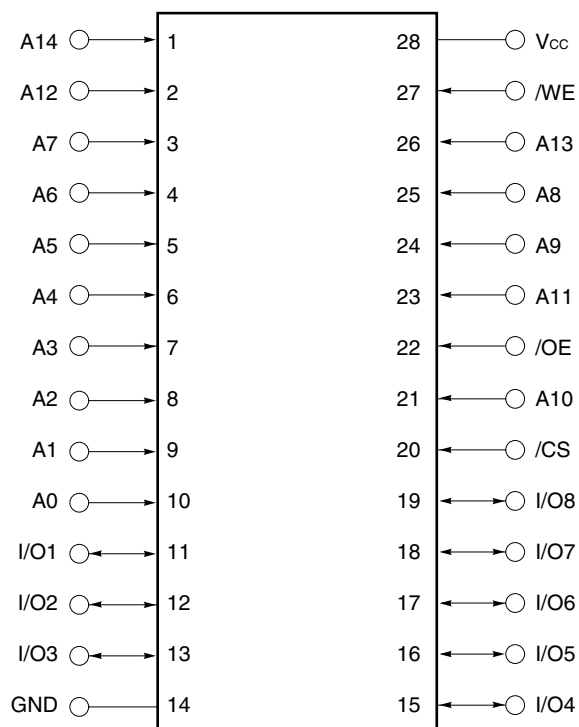 A14 1 28 Vcc
A12 2 27 /WE
A7 3 26 A13
A6 4 25 A8
A5 5 24 A9
A4 6 23 A11
A3 7 22 /OE
A2 8 21 A10
A1 9 20 /CS
A0 10 19 I/O8
I/O1 11 18 I/O7
I/O2 12 17 I/O6
I/O3 13 16 I/O5
GND 14 15 I/O4